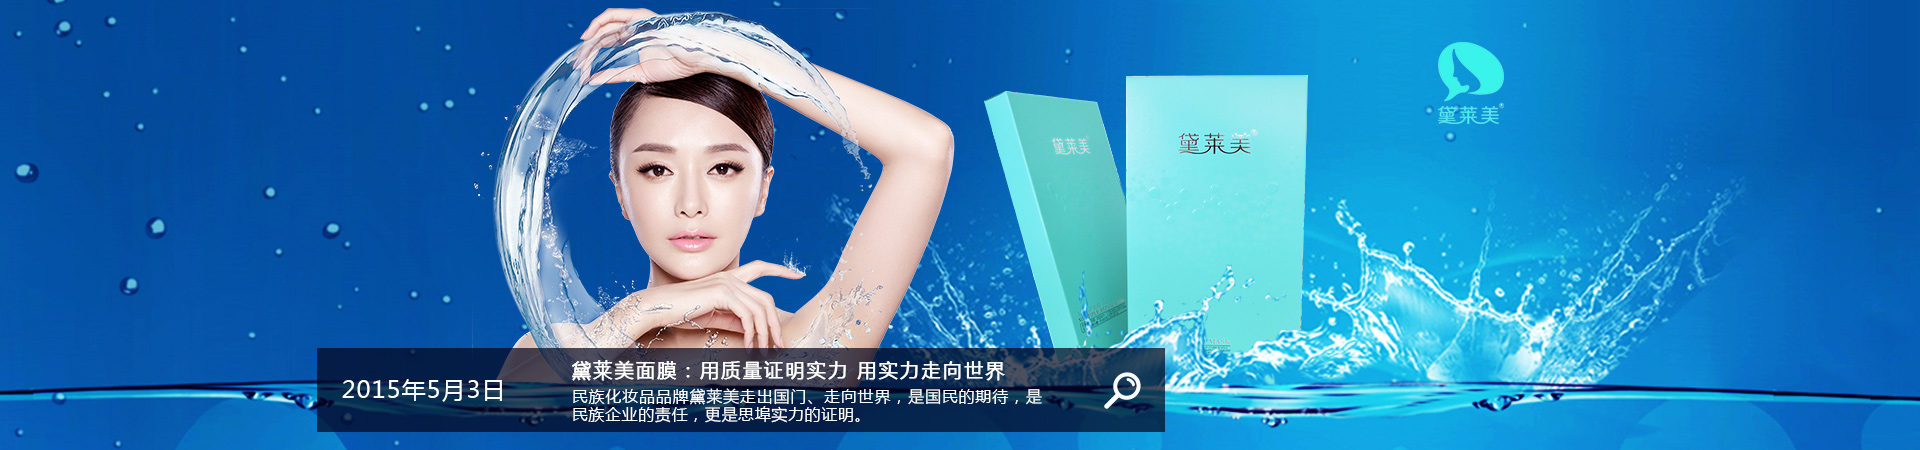 黛莱美®
黛莱美
黛莱美®
2015年5月3日
黛莱美面膜：用质量证明实力 用实力走向世界
民族化妆品品牌黛莱美走出国门、走向世界，是国民的期待，是
民族企业的责任，更是思埠实力的证明。